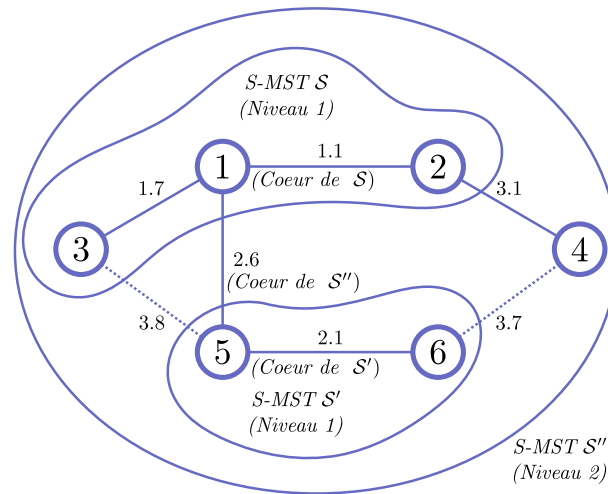 S-MST 𝒮
(Niveau 1)
1
1.1
2
(Coeur de 𝒮)
1.7
3.1
3
4
2.6
(Coeur de 𝒮″)
3.8
3.7
5
2.1
6
(Coeur de 𝒮′)
S-MST 𝒮′
(Niveau 1)
S-MST 𝒮″
(Niveau 2)